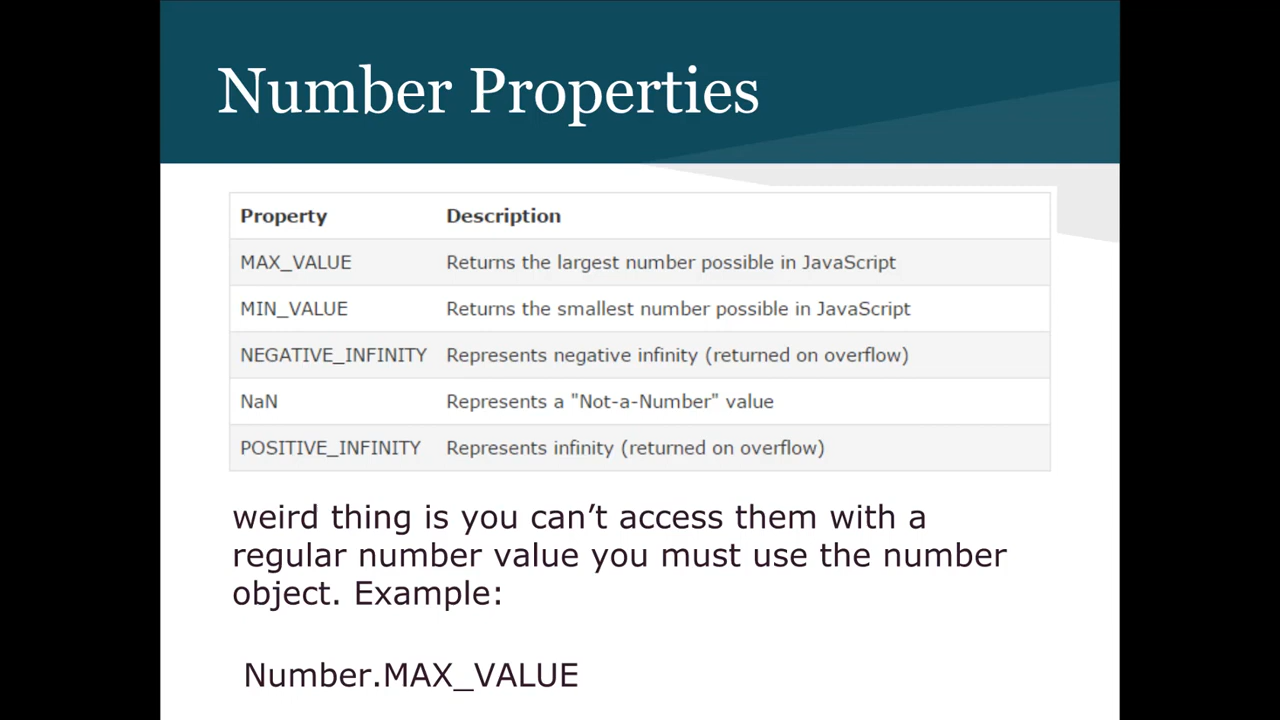 Number Properties
Property Description
MAX_VALUE Returns the largest number possible in JavaScript
MIN_VALUE Returns the smallest number possible in JavaScript
NEGATIVE_INFINITY Represents negative infinity (returned on overflow)
NaN Represents a "Not-a-Number" value
POSITIVE_INFINITY Represents infinity (returned on overflow)
weird thing is you can’t access them with a
regular number value you must use the number
object. Example:
Number.MAX_VALUE